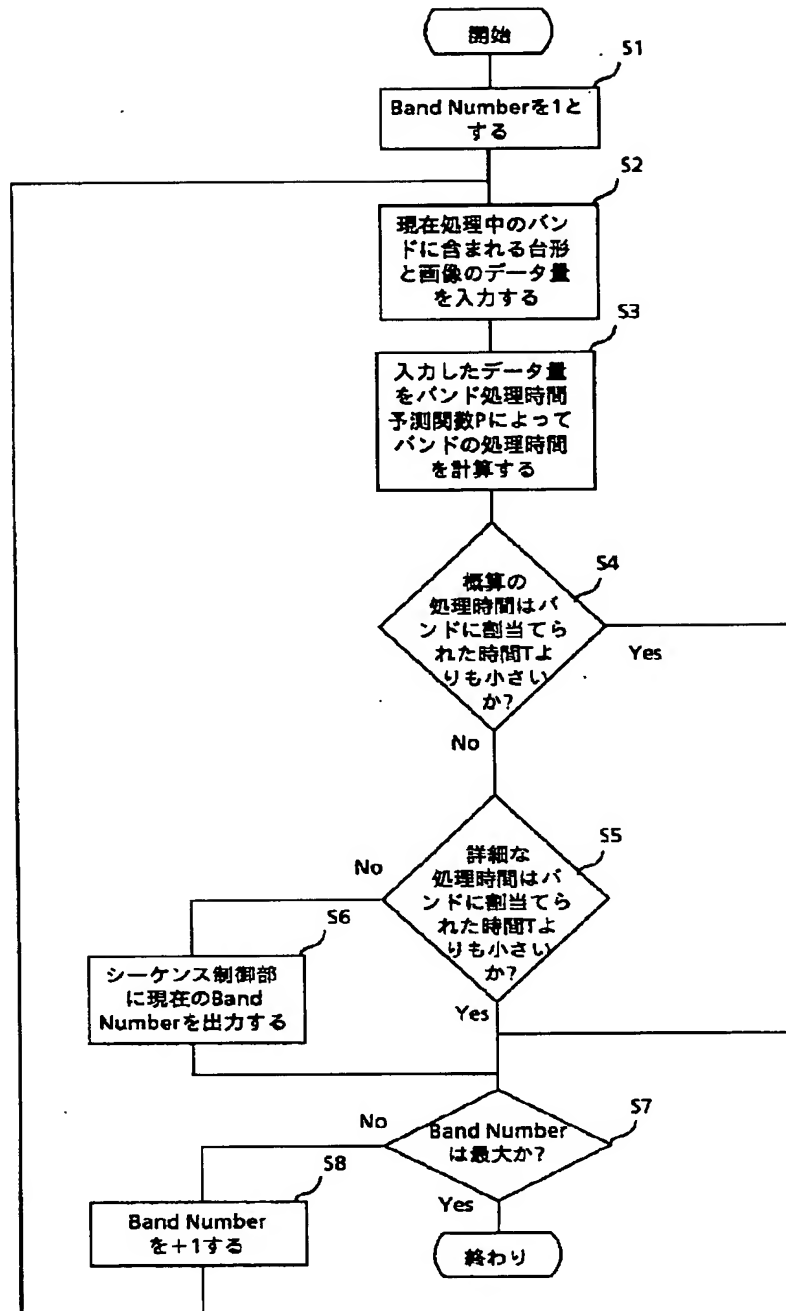 開始
S1
Band Numberを1と
する
S2
現在処理中のバン
ドに含まれる台形
と画像のデータ量
を入力する
S3
入力したデータ量
をバンド処理時間
予測関数Pによって
バンドの処理時間
を計算する
S4
概算の
処理時間はバ
ンドに割当てら
れた時間Tよ
りも小さい
か?
Yes
No
S5
詳細な
処理時間はバ
ンドに割当てら
れた時間Tよ
りも小さい
か?
No
S6
シーケンス制御部
に現在のBand
Numberを出力する
Yes
S7
Band Number
は最大か?
No
S8
Band Number
を+1する
Yes
終わり